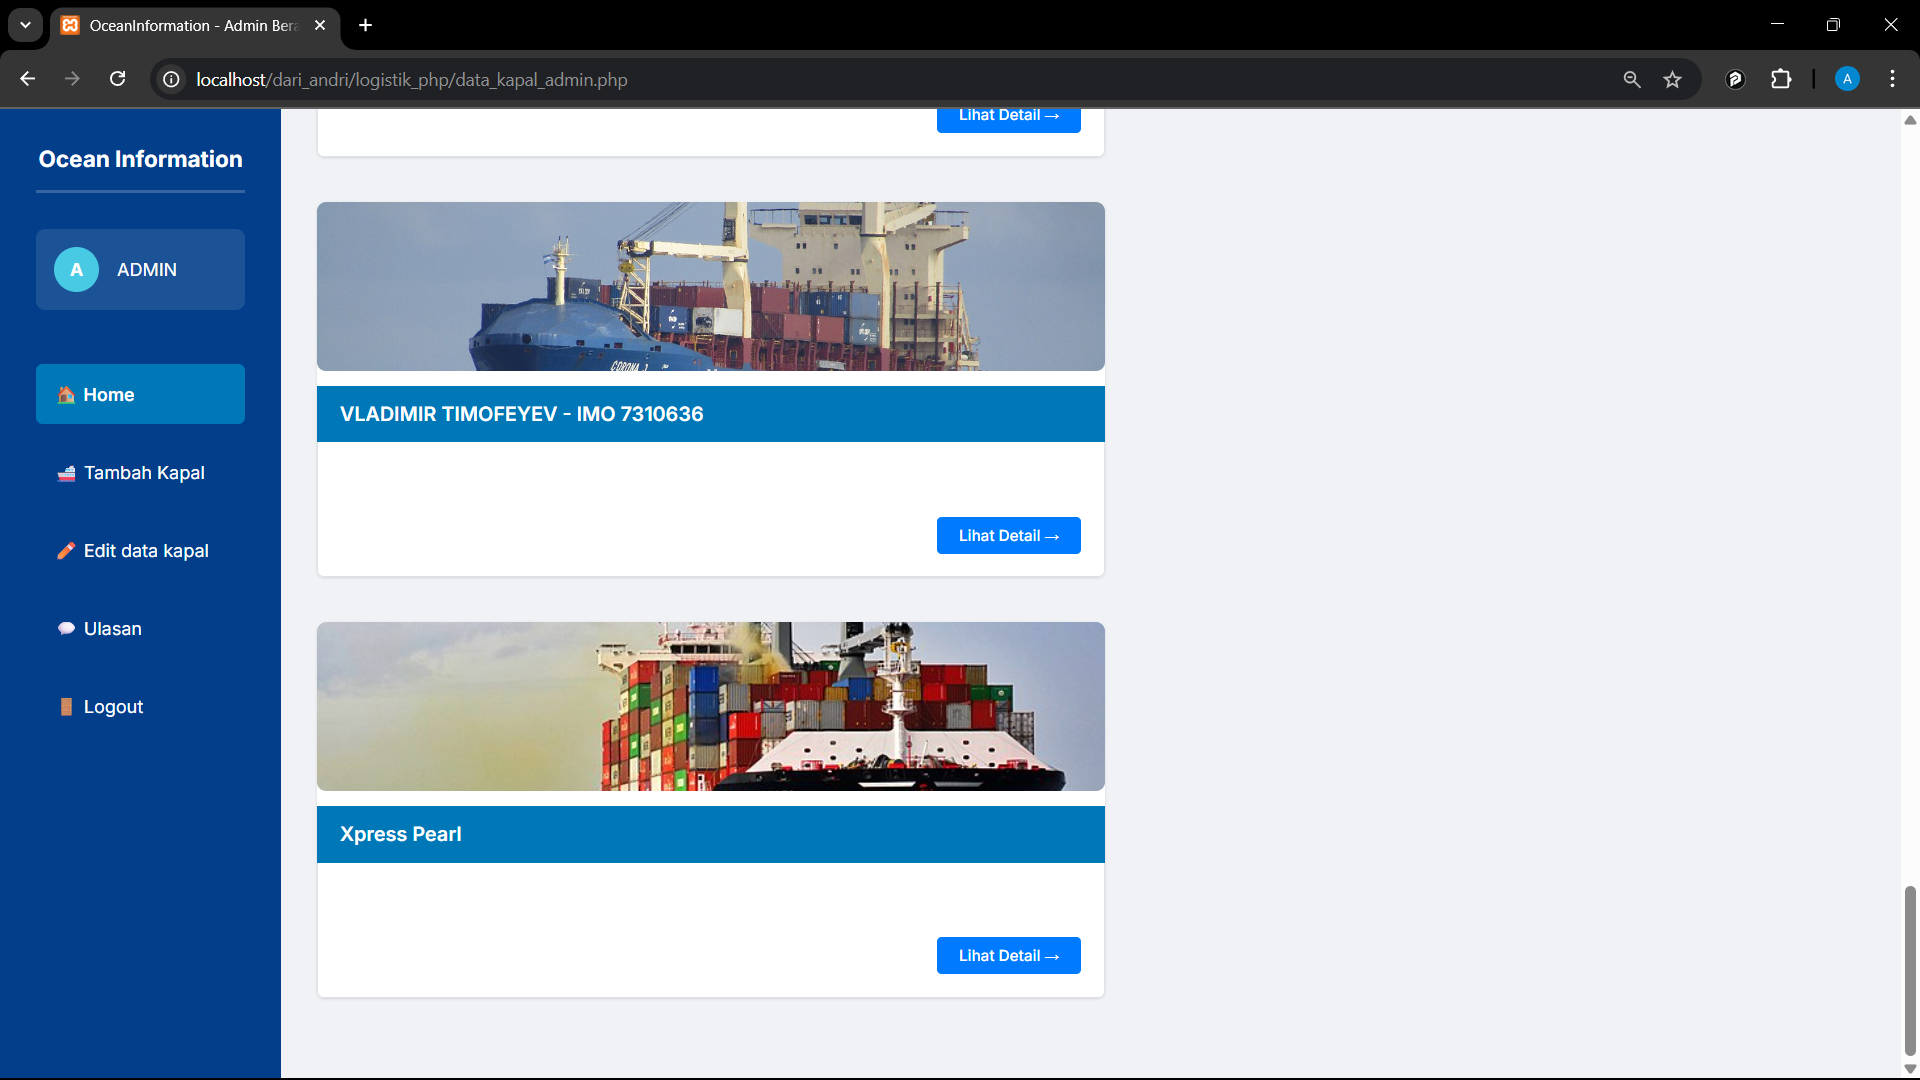 OceanInformation - Admin Bera
localhost/dari_andri/logistik_php/data_kapal_admin.php
A
Ocean Information
A ADMIN
Home
Tambah Kapal
Edit data kapal
Ulasan
Logout
Lihat Detail →
CORONA J
VLADIMIR TIMOFEYEV - IMO 7310636
Lihat Detail →
Xpress Pearl
Lihat Detail →